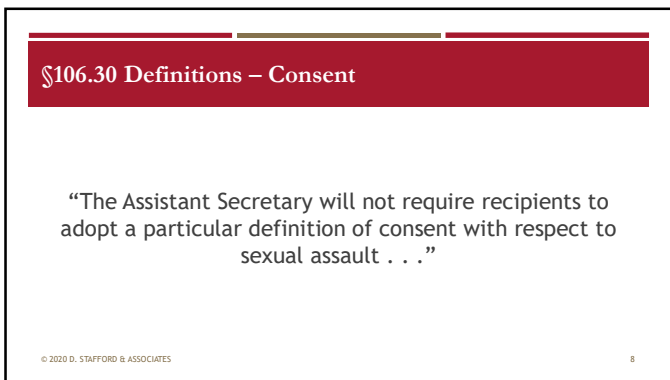 §106.30 Definitions – Consent
“The Assistant Secretary will not require recipients to
adopt a particular definition of consent with respect to
sexual assault . . .”
© 2020 D. STAFFORD & ASSOCIATES
8